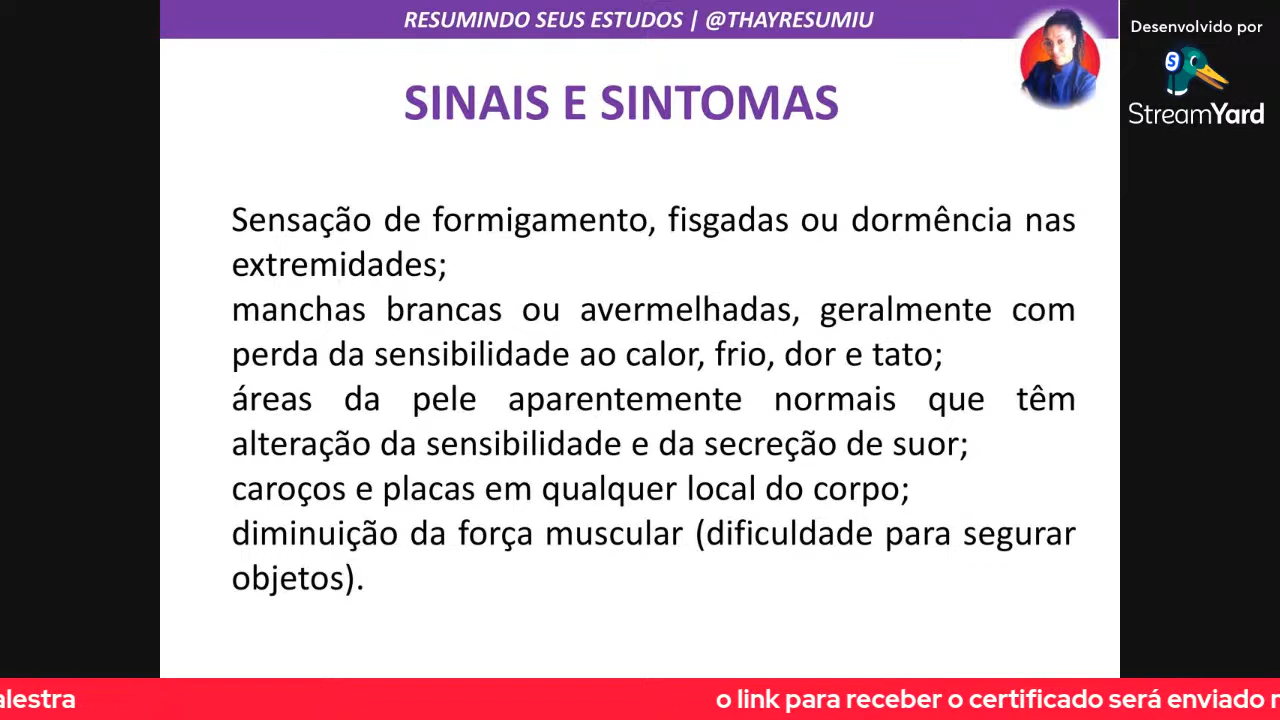 RESUMINDO SEUS ESTUDOS | @THAYRESUMIU
Desenvolvido por
StreamYard
SINAIS E SINTOMAS
Sensação de formigamento, fisgadas ou dormência nas
extremidades;
manchas brancas ou avermelhadas, geralmente com
perda da sensibilidade ao calor, frio, dor e tato;
áreas da pele aparentemente normais que têm
alteração da sensibilidade e da secreção de suor;
caroços e placas em qualquer local do corpo;
diminuição da força muscular (dificuldade para segurar
objetos).
alestra
o link para receber o certificado será enviado